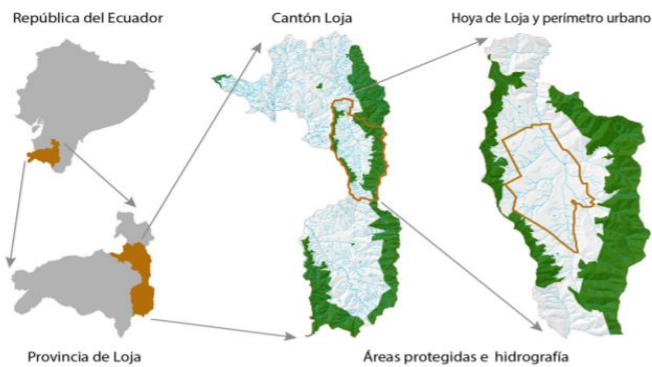 República del Ecuador
Cantón Loja
Hoya de Loja y perímetro urbano
Provincia de Loja
Áreas protegidas e hidrografía